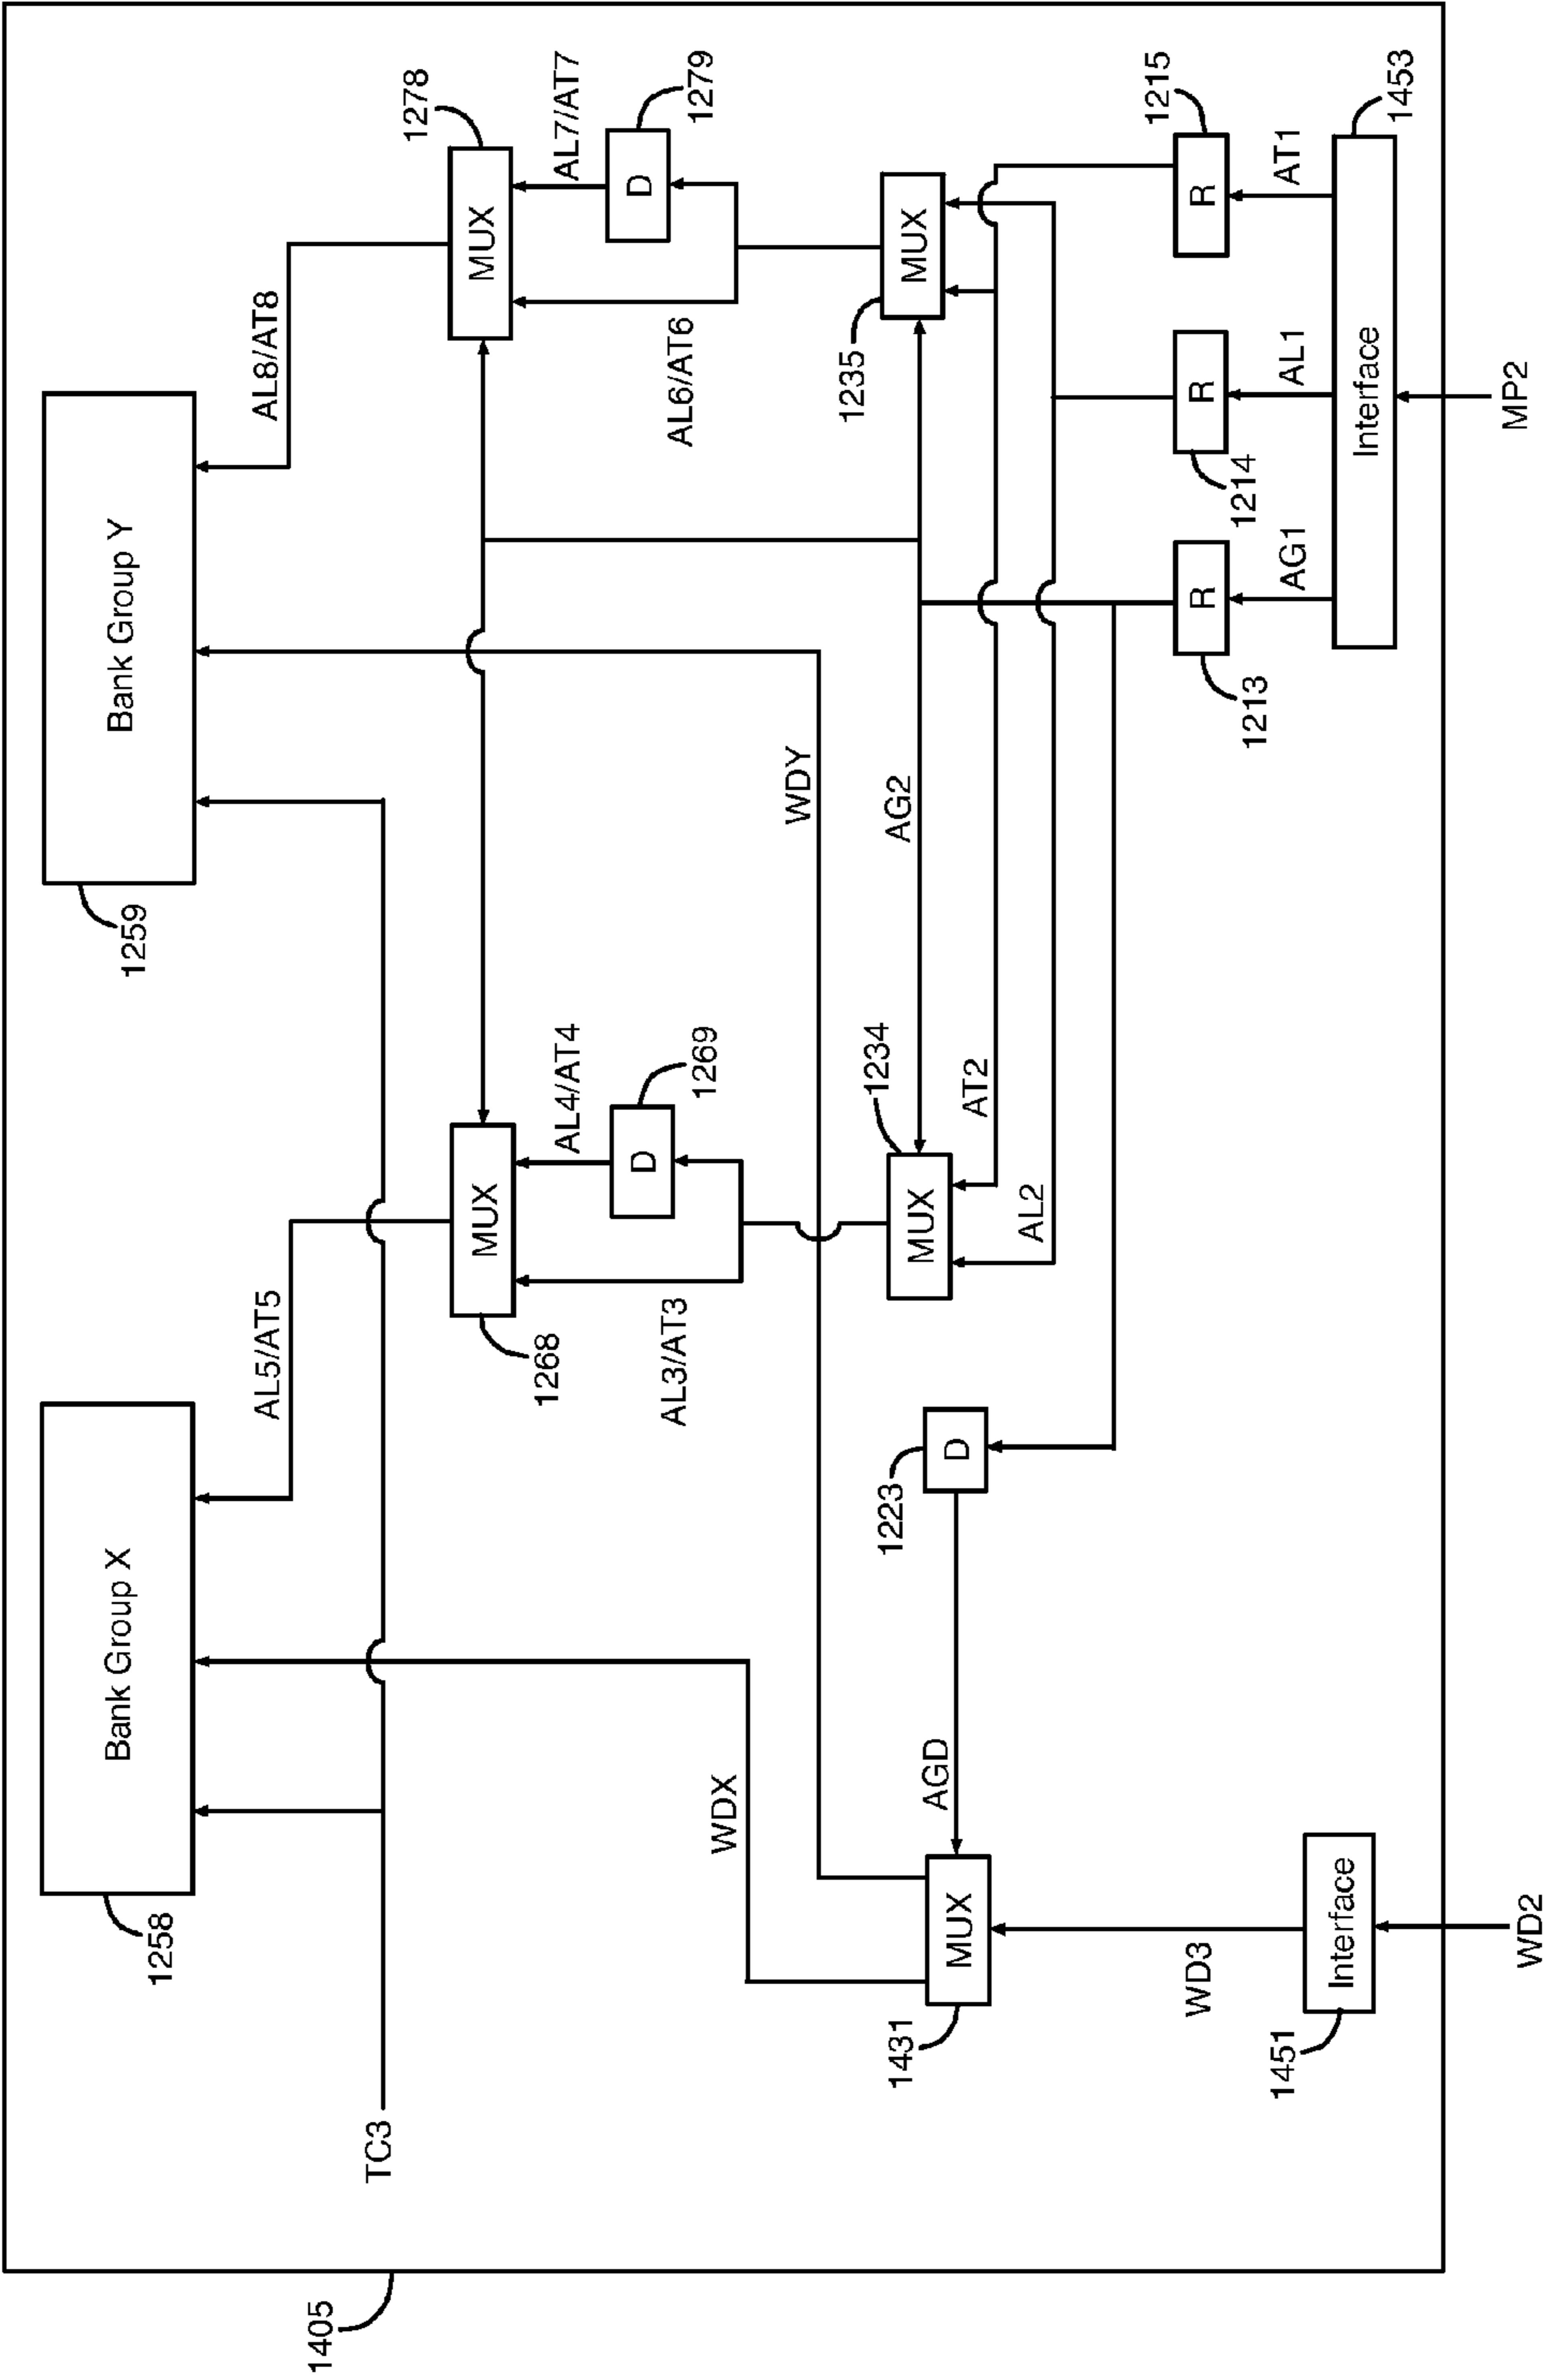 1405
TC3
1258
Bank Group X
1259
Bank Group Y
AL5/AT5
AL8/AT8
1268
MUX
AL4/AT4
1278
MUX
AL7/AT7
AL3/AT3
D
1269
AL6/AT6
D
1279
WDX
WDY
1431
MUX
AGD
1223
D
MUX
1234
AG2
1235
MUX
AL2
AT2
WD3
1213
R
1214
R
R
1215
AG1
AL1
AT1
1451
Interface
Interface
1453
WD2
MP2